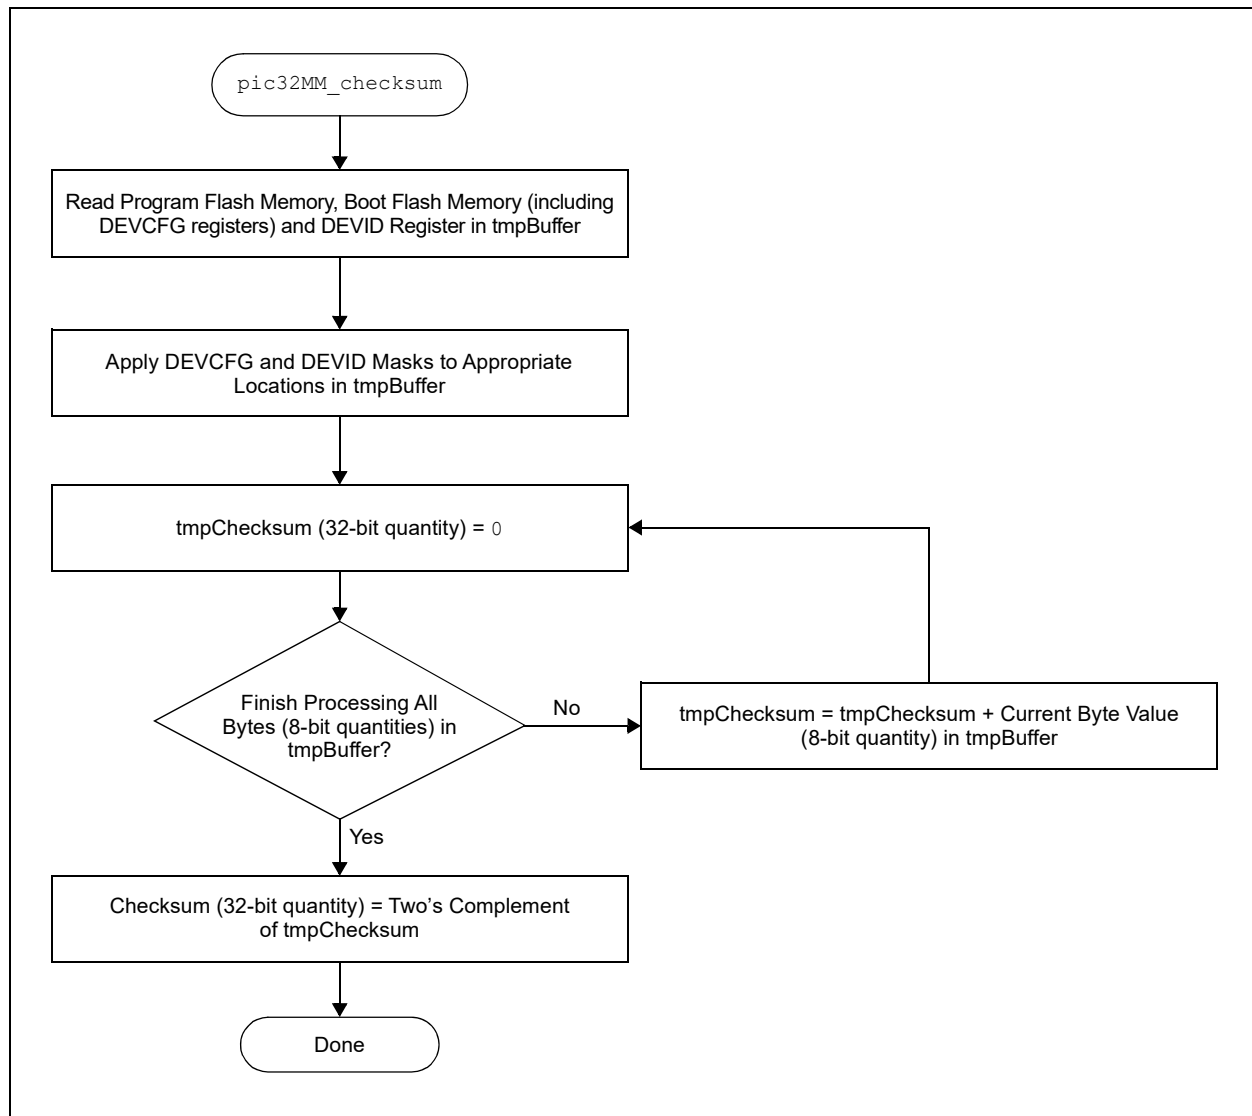 pic32MM_checksum
Read Program Flash Memory, Boot Flash Memory (including
DEVCFG registers) and DEVID Register in tmpBuffer
Apply DEVCFG and DEVID Masks to Appropriate
Locations in tmpBuffer
tmpChecksum (32-bit quantity) = 0
Finish Processing All
Bytes (8-bit quantities) in
tmpBuffer?
No
tmpChecksum = tmpChecksum + Current Byte Value
(8-bit quantity) in tmpBuffer
Yes
Checksum (32-bit quantity) = Two’s Complement
of tmpChecksum
Done